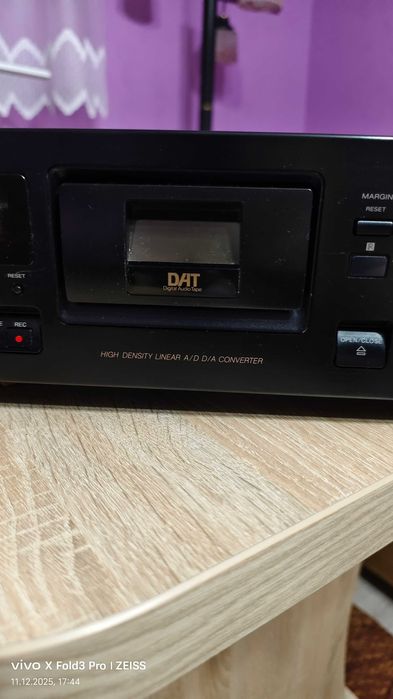 MARGIN
RESET
DAT
Digital Audio Tape
RESET
REC
OPEN/CLOSE
HIGH DENSITY LINEAR A/D D/A CONVERTER
vivo X Fold3 Pro | ZEISS
11.12.2025, 17:44